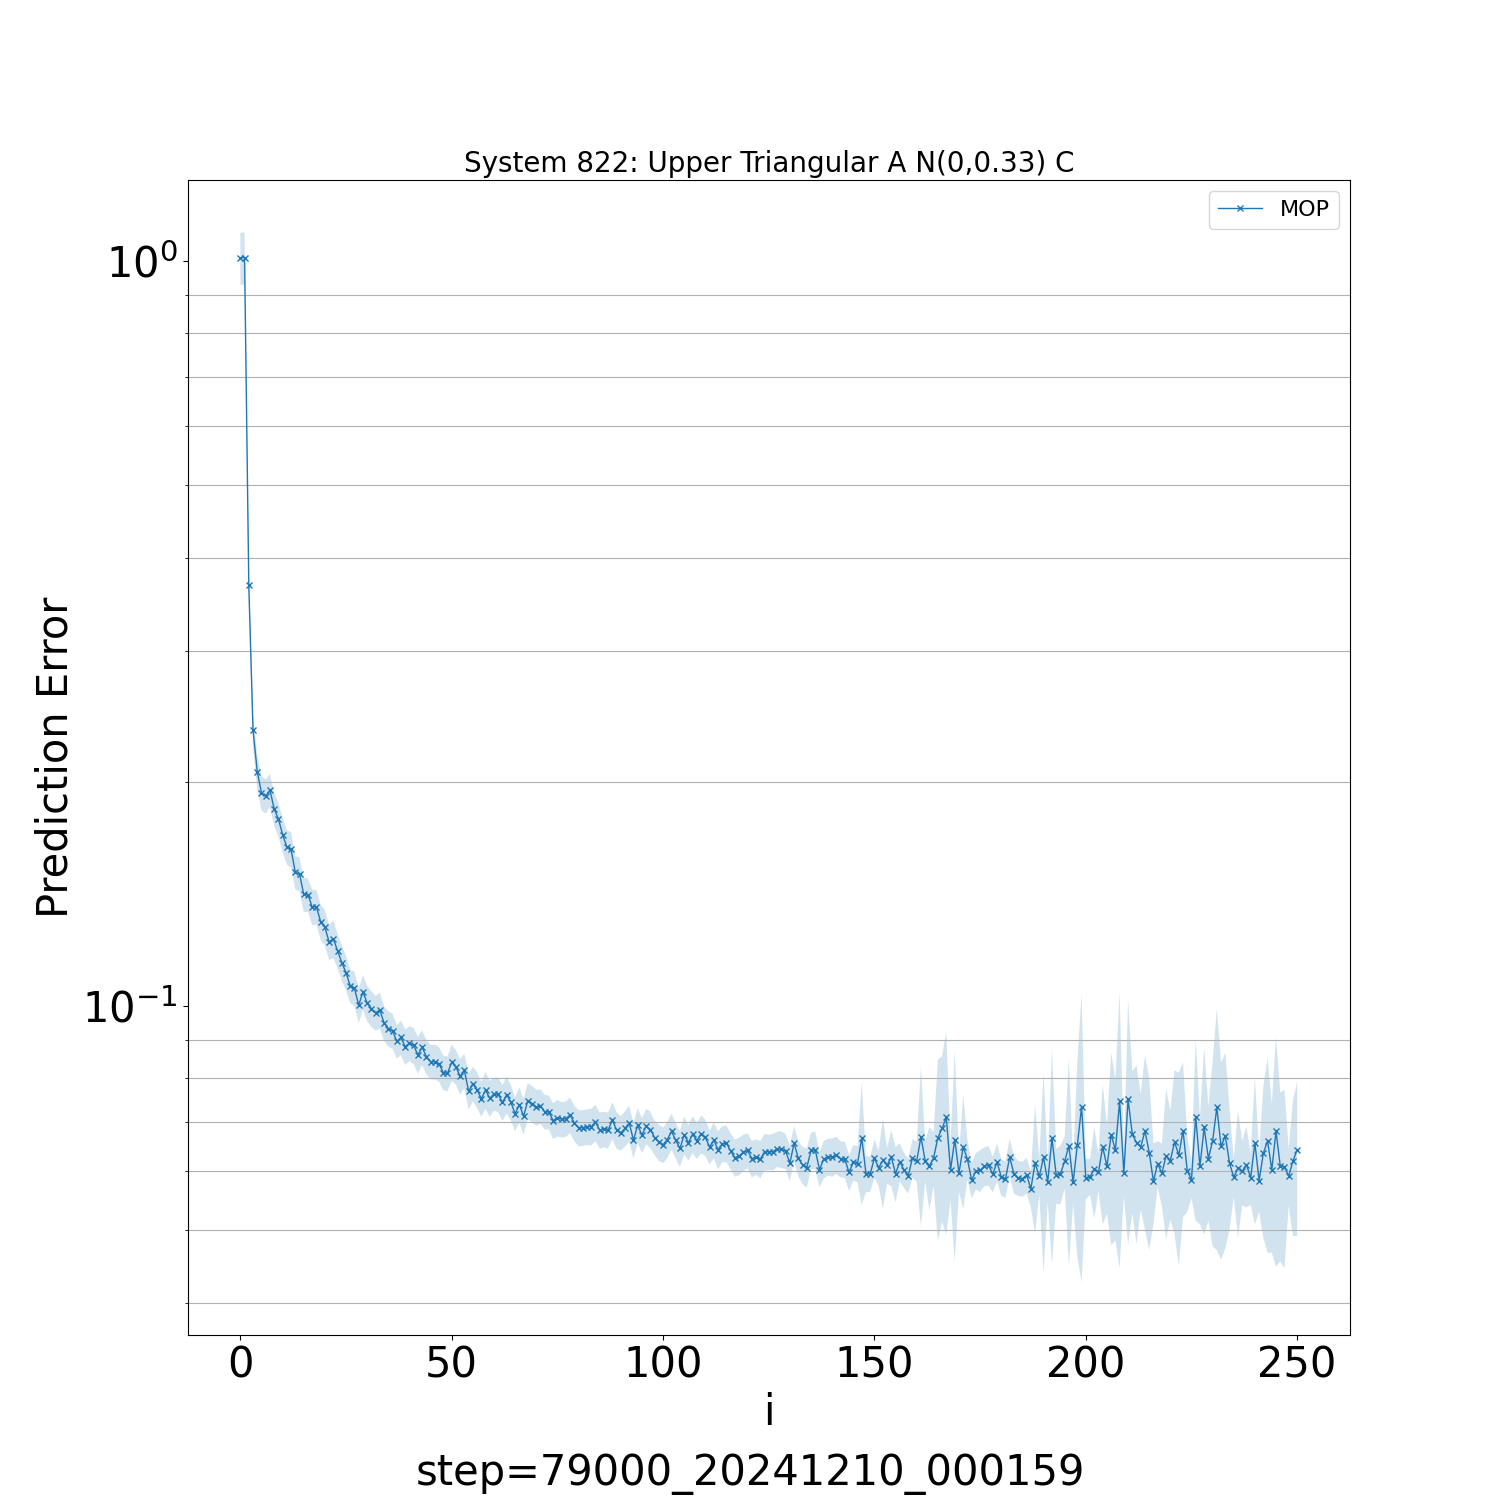 System 822: Upper Triangular A N(0,0.33) C
MOP
10⁰
10⁻¹
Prediction Error
0 50 100 150 200 250
i
step=79000_20241210_000159